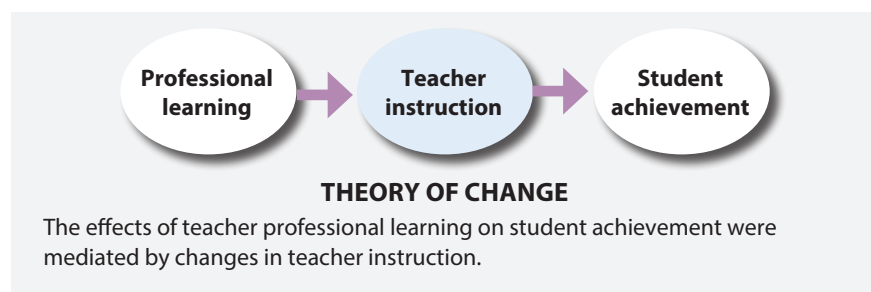 Professional
learning
Teacher
instruction
Student
achievement
THEORY OF CHANGE
The effects of teacher professional learning on student achievement were
mediated by changes in teacher instruction.